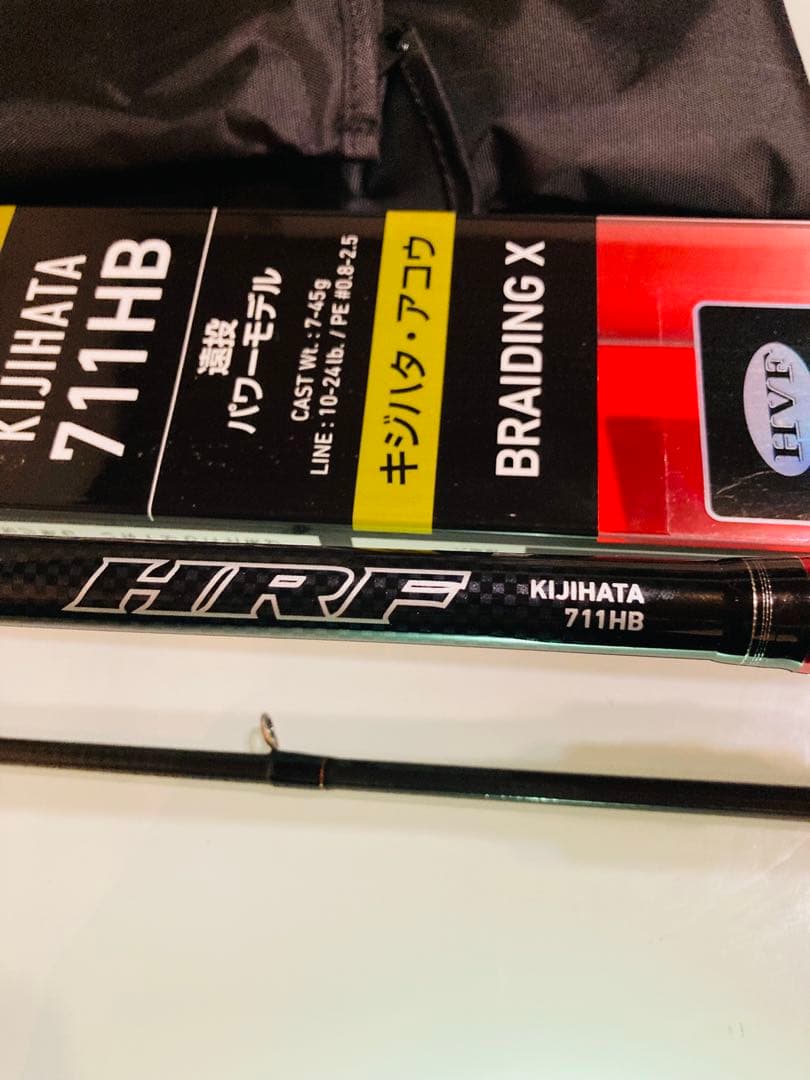 KIJIHATA
711HB
遠投
パワーモデル
CAST Wt. : 7-45g
LINE : 10-24lb. / PE #0.8-2.5
キジハタ・アコウ
BRAIDING X
HVF
HRF
KIJIHATA
711HB